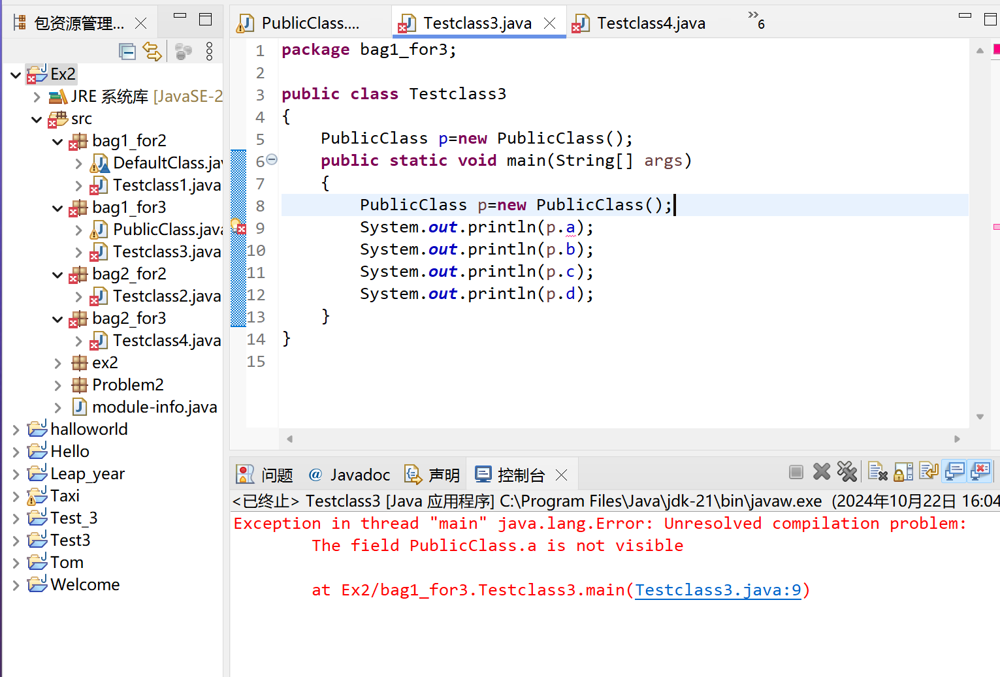 包资源管理...
Ex2
JRE 系统库 [JavaSE-2
src
bag1_for2
DefaultClass.jav
Testclass1.java
bag1_for3
PublicClass.java
Testclass3.java
bag2_for2
Testclass2.java
bag2_for3
Testclass4.java
ex2
Problem2
module-info.java
halloworld
Hello
Leap_year
Taxi
Test_3
Test3
Tom
Welcome
PublicClass.... Testclass3.java Testclass4.java »6
1 package bag1_for3;
2
3 public class Testclass3
4 {
5 PublicClass p=new PublicClass();
6 public static void main(String[] args)
7 {
8 PublicClass p=new PublicClass();
9 System.out.println(p.a);
10 System.out.println(p.b);
11 System.out.println(p.c);
12 System.out.println(p.d);
13 }
14 }
15
问题 @ Javadoc 声明 控制台
<已终止> Testclass3 [Java 应用程序] C:\Program Files\Java\jdk-21\bin\javaw.exe (2024年10月22日 16:04
Exception in thread "main" java.lang.Error: Unresolved compilation problem:
The field PublicClass.a is not visible
at Ex2/bag1_for3.Testclass3.main(Testclass3.java:9)